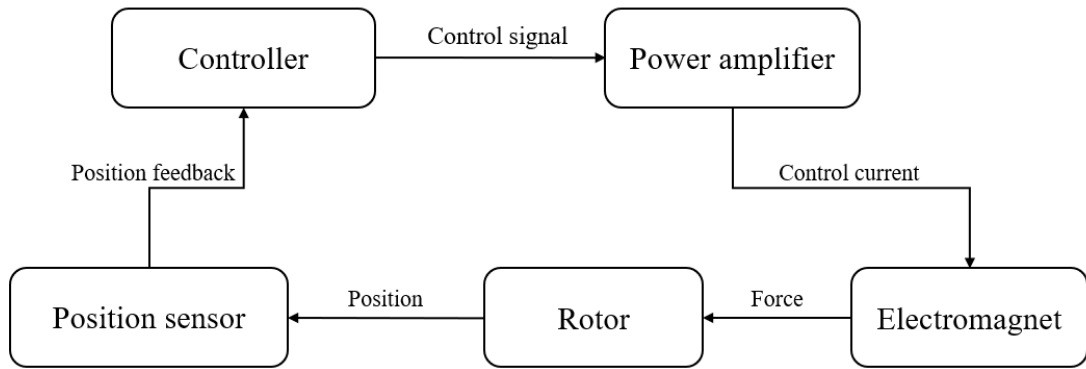 Control signal
Controller
Power amplifier
Position feedback
Control current
Position
Force
Position sensor
Rotor
Electromagnet